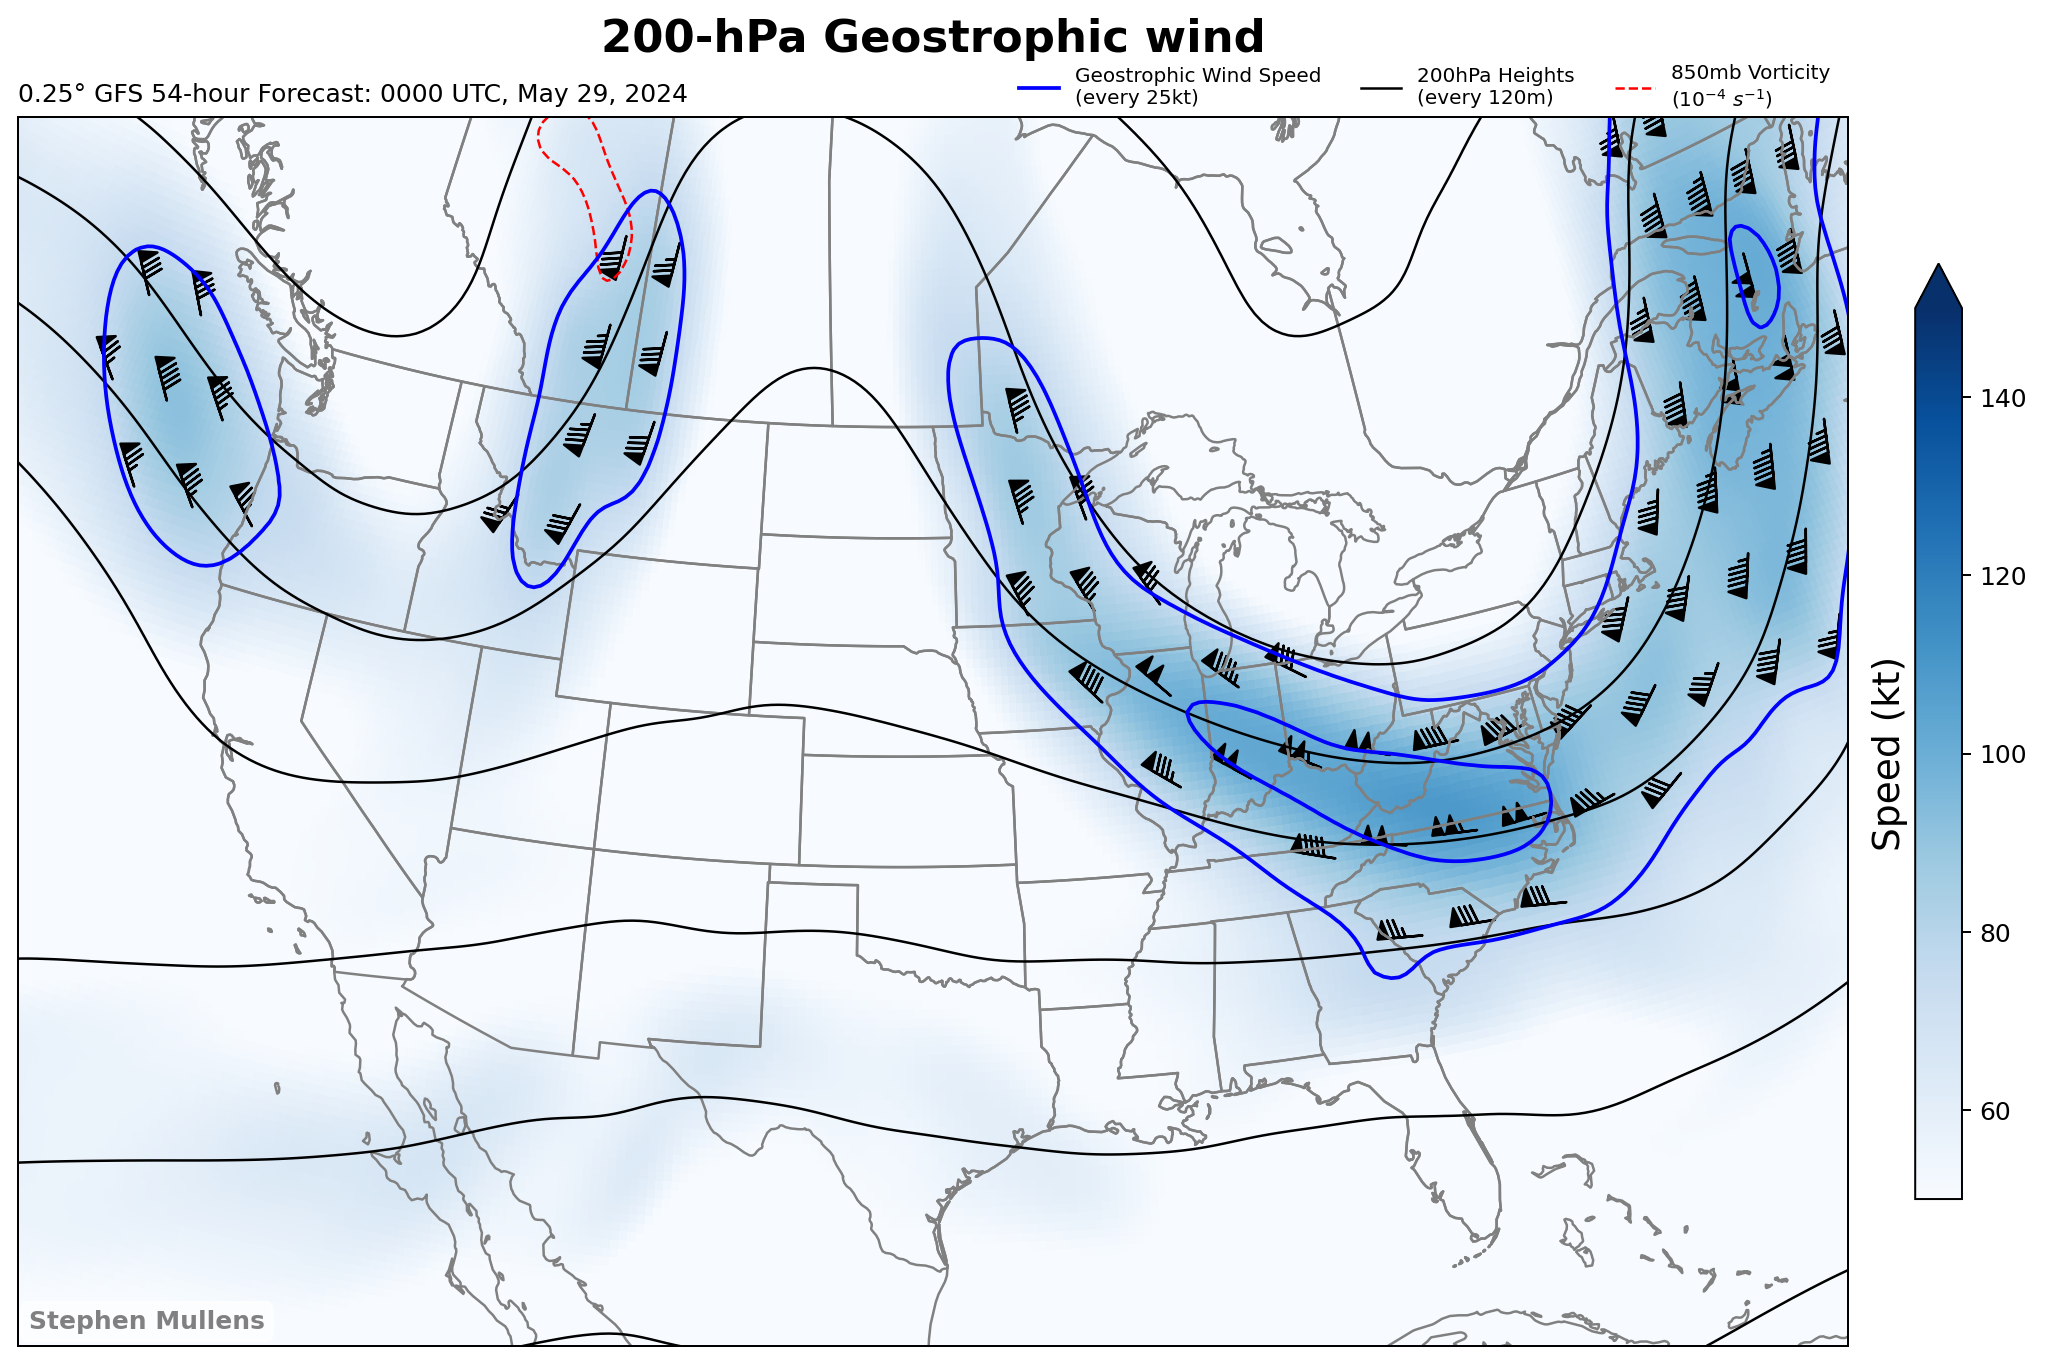 200-hPa Geostrophic wind
0.25° GFS 54-hour Forecast: 0000 UTC, May 29, 2024
Geostrophic Wind Speed
(every 25kt)
200hPa Heights
(every 120m)
850mb Vorticity
(10⁻⁴ s⁻¹)
140
120
100
80
60
Speed (kt)
Stephen Mullens